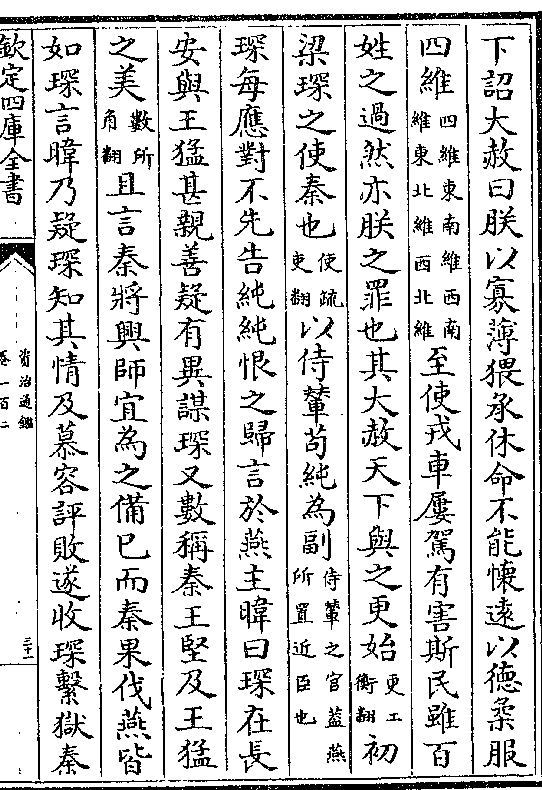 下詔大赦曰朕以寡薄猥承休命不能懷遠以德柔服
四維四維東南維西南維東北維西北維至使戎車屢駕有害斯民雖百
姓之過然亦朕之罪也其大赦天下與之更始更工衡翻初
梁琛之使秦也使疏吏翻以侍輦苟純為副侍輦之官蓋燕所置近臣也
琛每應對不先告純純恨之歸言於燕主暐曰琛在長
安與王猛甚親善疑有異謀琛又數稱秦王堅及王猛
之美數所角翻且言秦將興師宜為之備已而秦果伐燕皆
如琛言暐乃疑琛知其情及慕容評敗遂收琛繫獄秦
欽定四庫全書
資治通鑑
卷一百二
三十一